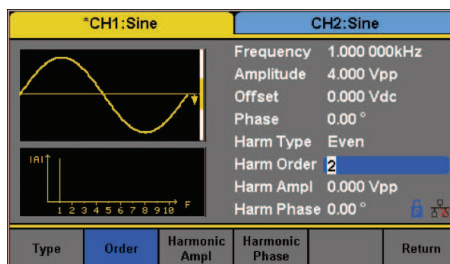 *CH1:Sine
CH2:Sine
Frequency 1.000 000kHz
Amplitude 4.000 Vpp
Offset 0.000 Vdc
Phase 0.00 °
Harm Type Even
Harm Order 2
Harm Ampl 0.000 Vpp
Harm Phase 0.00 °
|A|
1 2 3 4 5 6 7 8 9 10 F
Type Order Harmonic Ampl Harmonic Phase Return